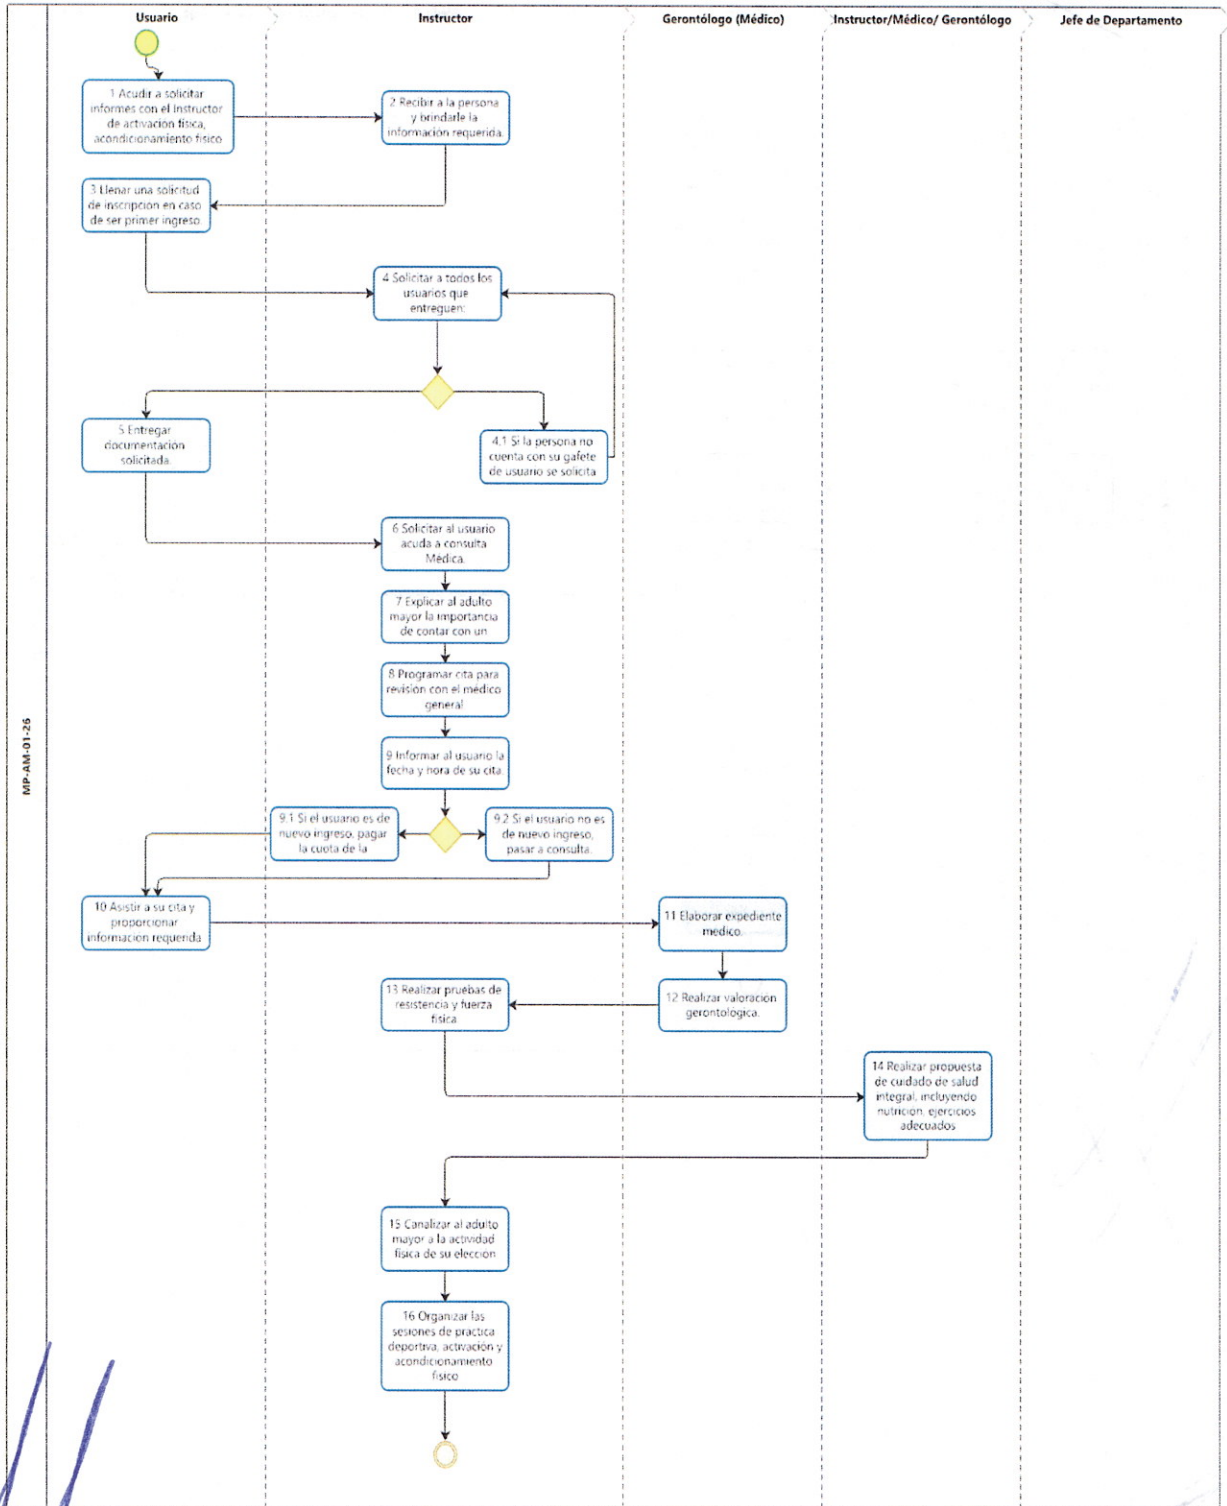 Usuario
Instructor
Gerontólogo (Médico)
Instructor/Médico/ Gerontólogo
Jefe de Departamento
MP-AM-01-26
1 Acudir a solicitar
informes con el Instructor
de activación física,
acondicionamiento físico
2 Recibir a la persona
y brindarle la
información requerida.
3 Llenar una solicitud
de inscripción en caso
de ser primer ingreso.
4 Solicitar a todos los
usuarios que
entreguen:
5 Entregar
documentación
solicitada.
4.1 Si la persona no
cuenta con su gafete
de usuario se solicita
6 Solicitar al usuario
acuda a consulta
Médica.
7 Explicar al adulto
mayor la importancia
de contar con un
8 Programar cita para
revisión con el médico
general
9 Informar al usuario la
fecha y hora de su cita.
9.1 Si el usuario es de
nuevo ingreso, pagar
la cuota de la
9.2 Si el usuario no es
de nuevo ingreso,
pasar a consulta.
10 Asistir a su cita y
proporcionar
información requerida
11 Elaborar expediente
médico.
12 Realizar valoración
gerontológica.
13 Realizar pruebas de
resistencia y fuerza
física.
14 Realizar propuesta
de cuidado de salud
integral, incluyendo
nutrición, ejercicios
adecuados
15 Canalizar al adulto
mayor a la actividad
física de su elección
16 Organizar las
sesiones de práctica
deportiva, activación y
acondicionamiento
físico